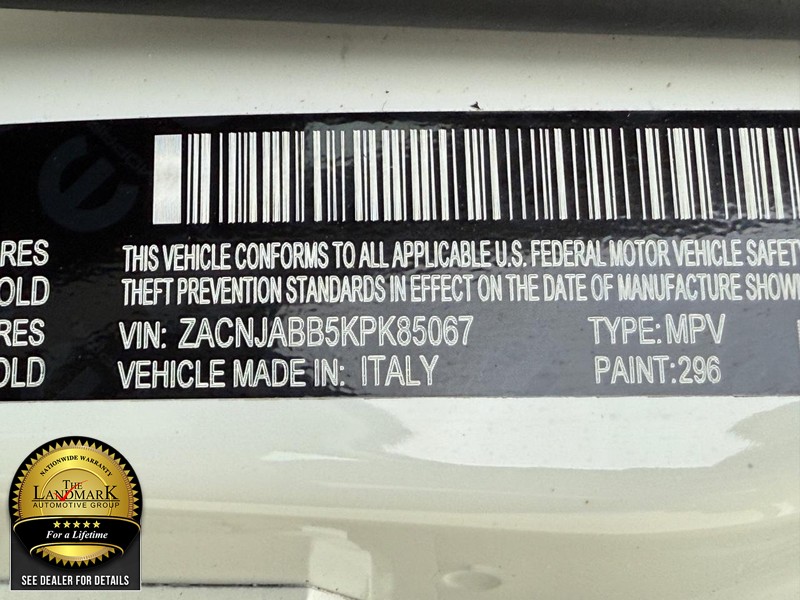 RES THIS VEHICLE CONFORMS TO ALL APPLICABLE U.S. FEDERAL MOTOR VEHICLE SAFETY
OLD THEFT PREVENTION STANDARDS IN EFFECT ON THE DATE OF MANUFACTURE SHOWN
RES VIN: ZACNJABB5KPK85067 TYPE: MPV
OLD VEHICLE MADE IN: ITALY PAINT: 296
NATIONWIDE WARRANTY
THE
LANDMARK
AUTOMOTIVE GROUP
For a Lifetime
SEE DEALER FOR DETAILS